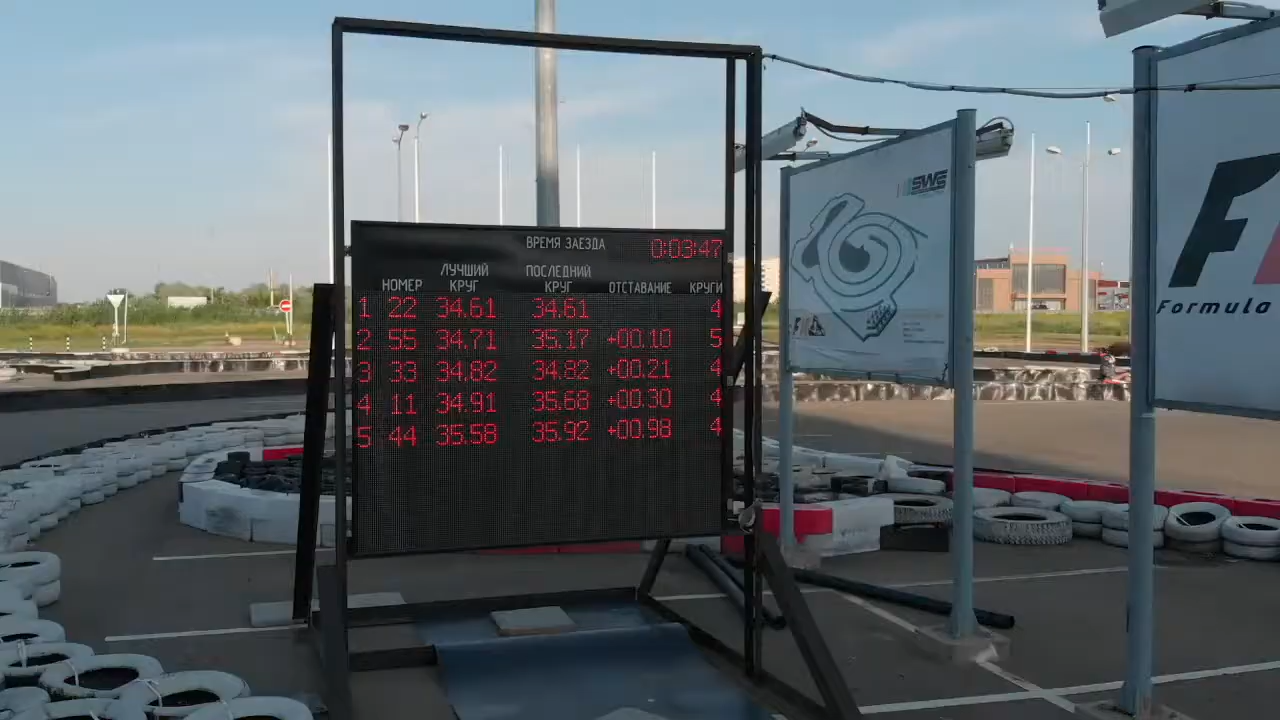 ВРЕМЯ ЗАЕЗДА 0:03:47
НОМЕР ЛУЧШИЙ КРУГ ПОСЛЕДНИЙ КРУГ ОТСТАВАНИЕ КРУГИ
1 22 34.61 34.61 4
2 55 34.71 35.17 +00.10 5
3 33 34.82 34.82 +00.21 4
4 11 34.91 35.68 +00.30 4
5 44 35.58 35.92 +00.98 4
SWS
F1
Formula